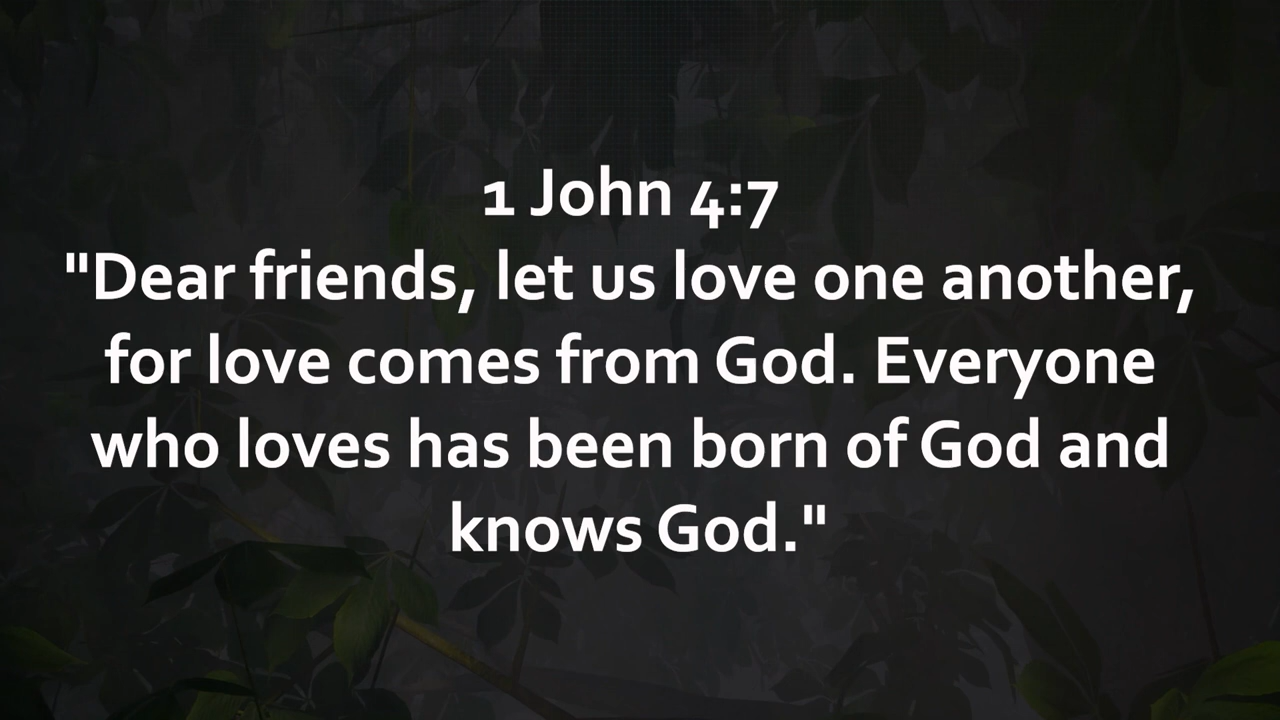 1 John 4:7
"Dear friends, let us love one another,
for love comes from God. Everyone
who loves has been born of God and
knows God."